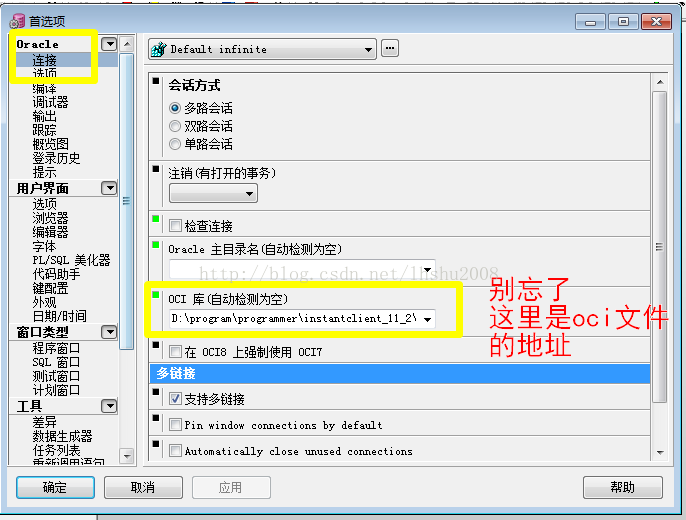 首选项
Oracle
连接
选项
编译
调试器
输出
跟踪
概览图
登录历史
提示
用户界面
选项
浏览器
编辑器
字体
PL/SQL 美化器
代码助手
键配置
外观
日期/时间
窗口类型
程序窗口
SQL 窗口
测试窗口
计划窗口
工具
差异
数据生成器
任务列表
重新调用语句
Default infinite
会话方式
多路会话
双路会话
单路会话
注销(有打开的事务)
检查连接
Oracle 主目录名(自动检测为空)
http://blog.csdn.net/lhshu2008
OCI 库(自动检测为空)
D:\program\programmer\instantclient_11_2\
别忘了
这里是oci文件
的地址
在 OCI8 上强制使用 OCI7
多链接
支持多链接
Pin window connections by default
Automatically close unused connections
确定
取消
应用
帮助